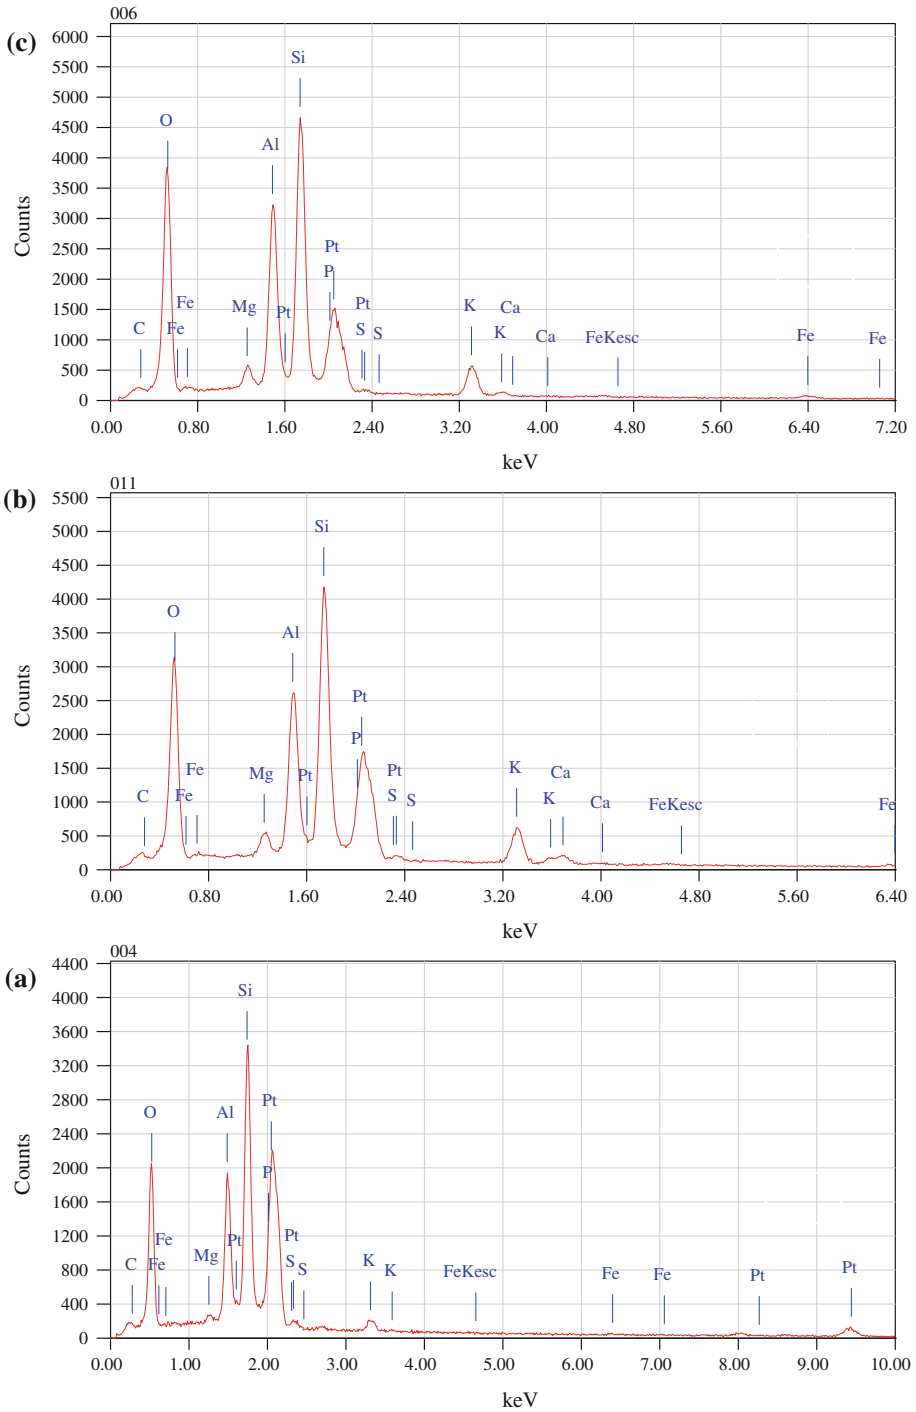 006
(c)
6000
5500
5000
4500
4000
3500
3000
2500
2000
1500
1000
500
0
Counts
Si
O
Al
Pt
P
Fe
Mg
Pt
Pt
K
Ca
C
Fe
S
S
K
Ca
FeKesc
Fe
Fe
0.00 0.80 1.60 2.40 3.20 4.00 4.80 5.60 6.40 7.20
keV
011
(b)
5500
5000
4500
4000
3500
3000
2500
2000
1500
1000
500
0
Counts
Si
O
Al
Pt
P
Fe
Mg
Pt
Pt
K
Ca
C
Fe
S
S
K
Ca
FeKesc
Fe
0.00 0.80 1.60 2.40 3.20 4.00 4.80 5.60 6.40
keV
004
(a)
4400
4000
3600
3200
2800
2400
2000
1600
1200
800
400
0
Counts
Si
O
Al
Pt
P
Fe
Mg
Pt
Pt
C
Fe
S
S
K
K
FeKesc
Fe
Fe
Pt
Pt
0.00 1.00 2.00 3.00 4.00 5.00 6.00 7.00 8.00 9.00 10.00
keV